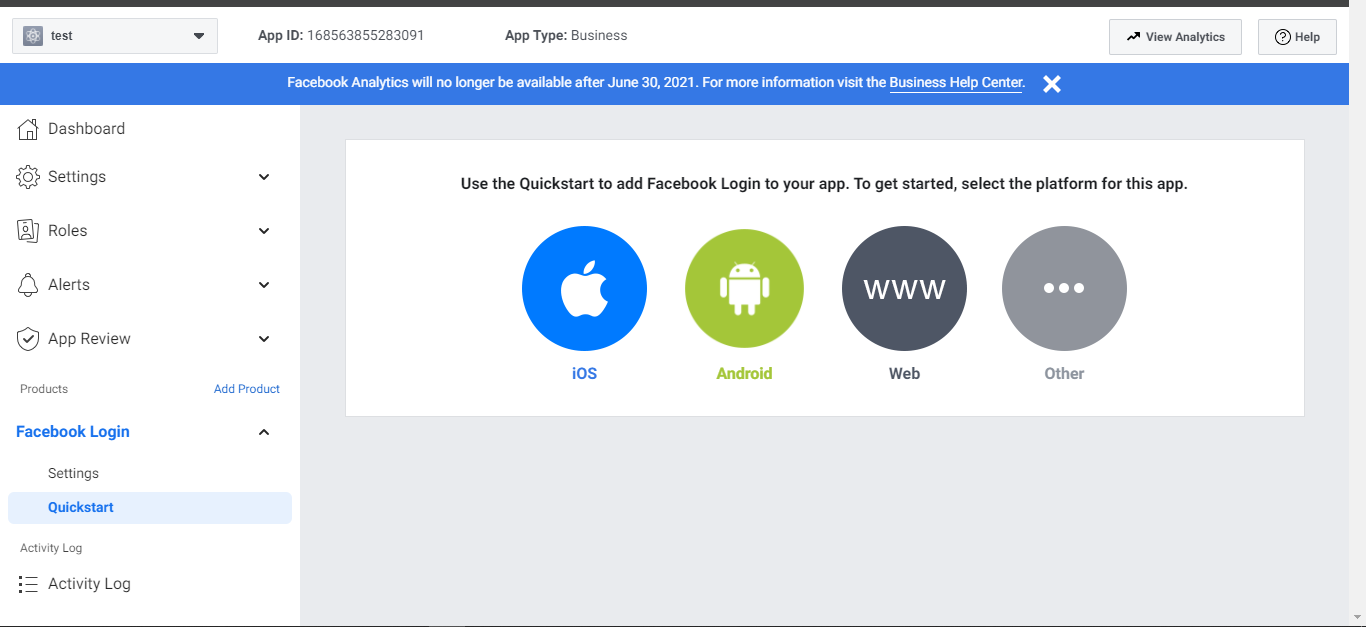 test
App ID: 168563855283091
App Type: Business
View Analytics
Help
Facebook Analytics will no longer be available after June 30, 2021. For more information visit the Business Help Center.
Dashboard
Settings
Roles
Alerts
App Review
Products
Add Product
Facebook Login
Settings
Quickstart
Activity Log
Activity Log
Use the Quickstart to add Facebook Login to your app. To get started, select the platform for this app.
www
iOS
Android
Web
Other